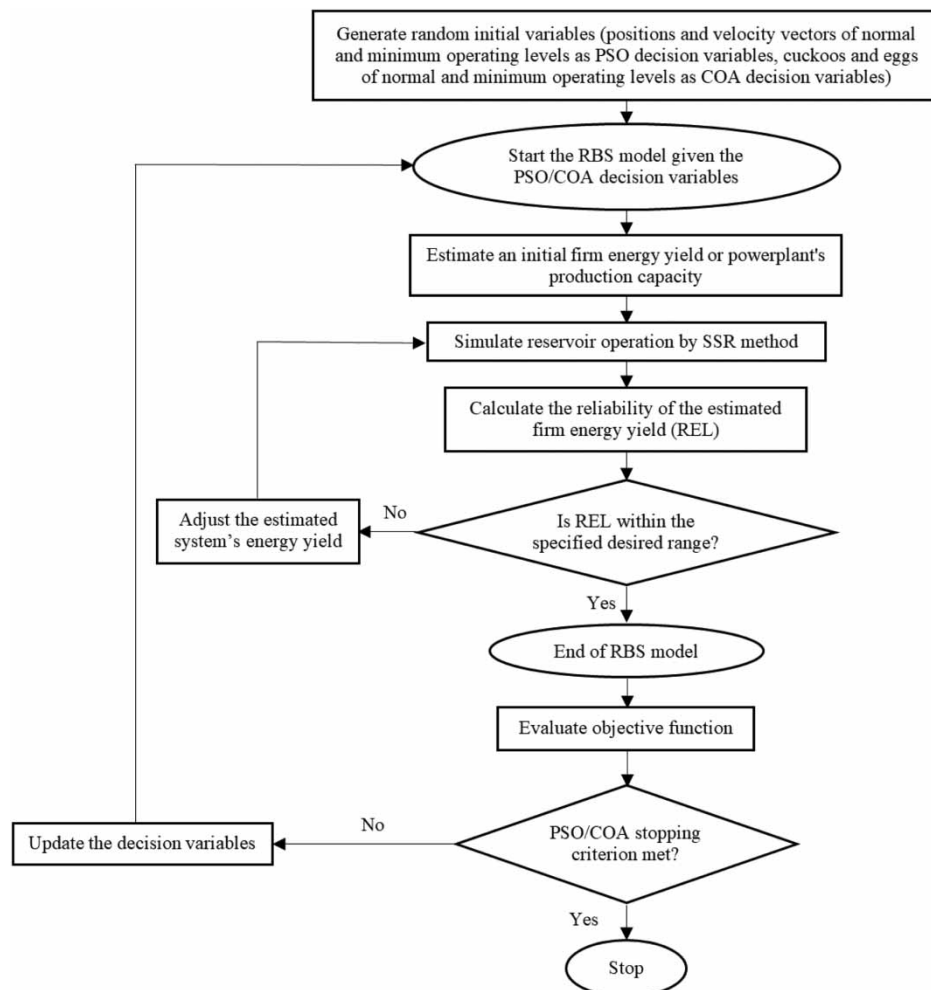 Generate random initial variables (positions and velocity vectors of normal
and minimum operating levels as PSO decision variables, cuckoos and eggs
of normal and minimum operating levels as COA decision variables)
Start the RBS model given the
PSO/COA decision variables
Estimate an initial firm energy yield or powerplant's
production capacity
Simulate reservoir operation by SSR method
Calculate the reliability of the estimated
firm energy yield (REL)
Is REL within the
specified desired range?
No
Adjust the estimated
system’s energy yield
Yes
End of RBS model
Evaluate objective function
PSO/COA stopping
criterion met?
No
Update the decision variables
Yes
Stop